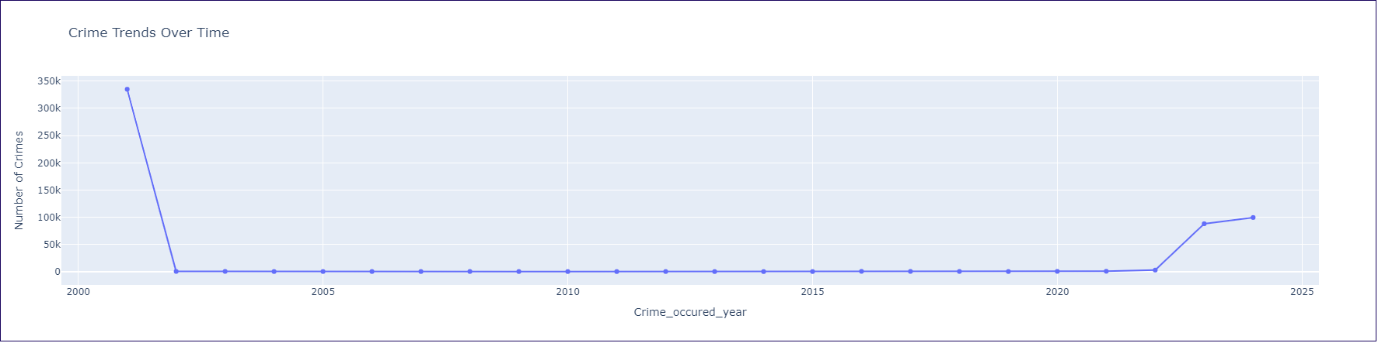 Crime Trends Over Time
350k
300k
250k
200k
150k
100k
50k
0
Number of Crimes
2000 2005 2010 2015 2020 2025
Crime_occured_year